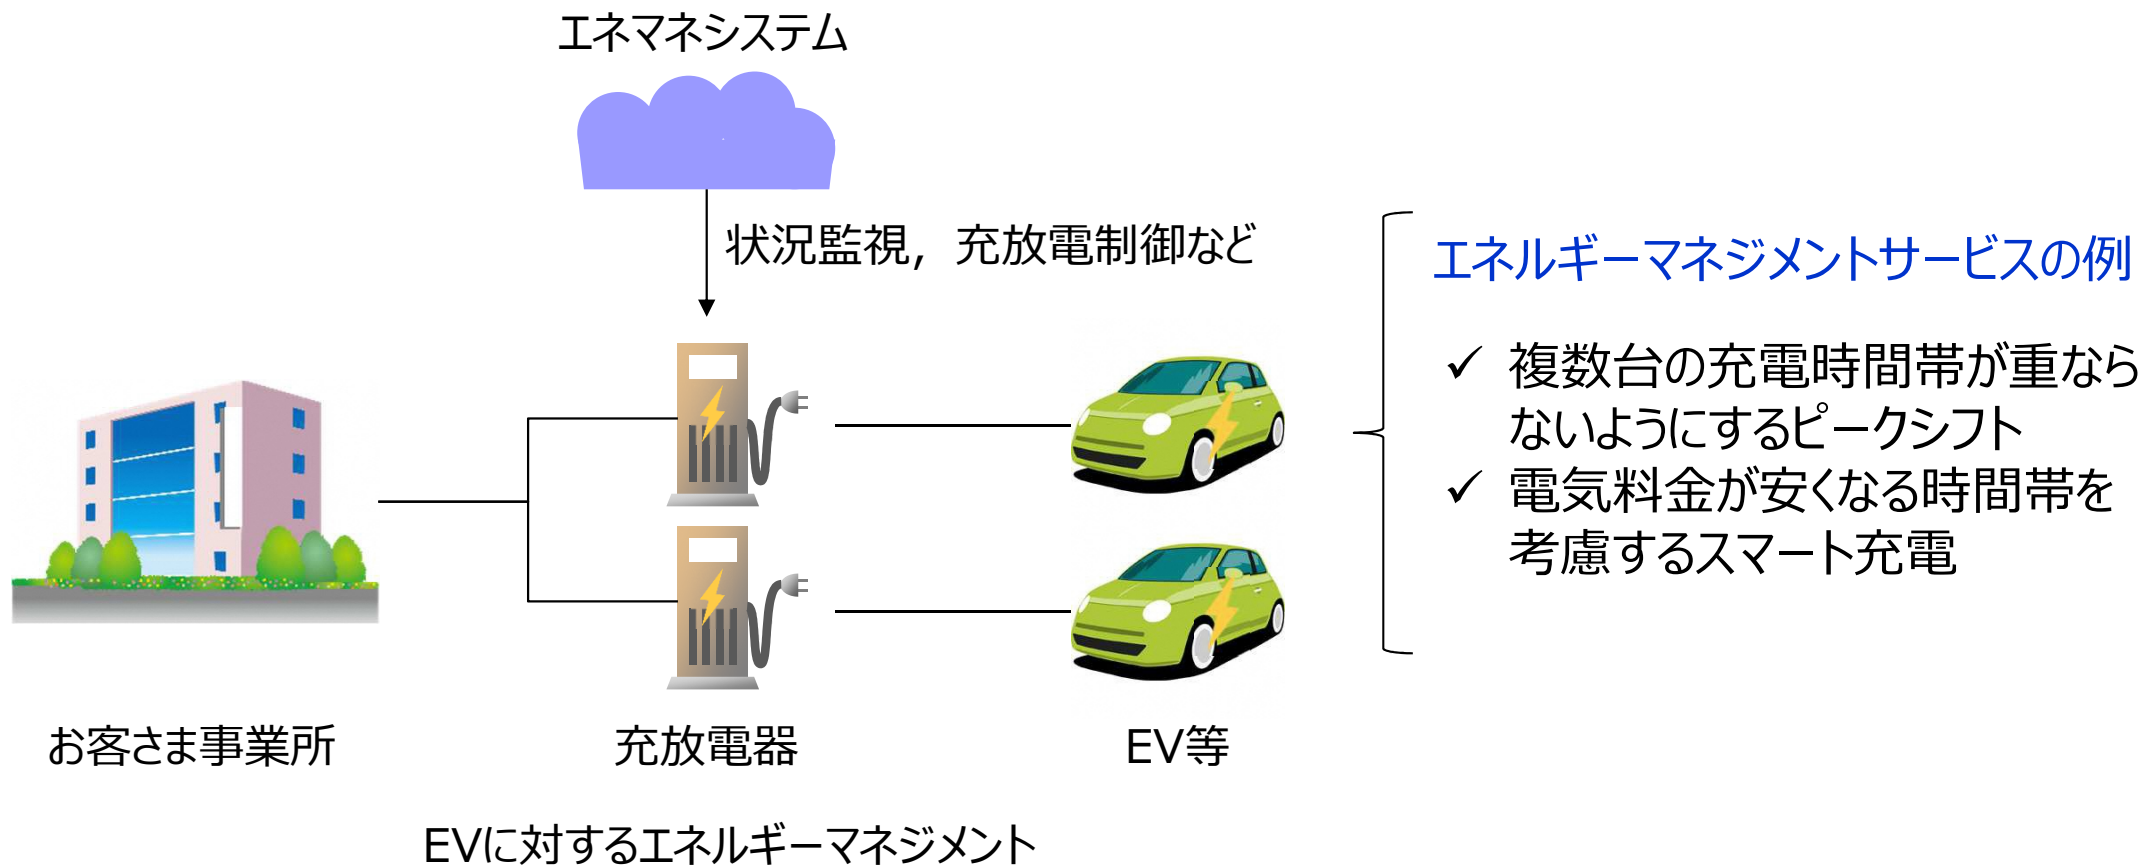 エネマネシステム
状況監視，充放電制御など
エネルギーマネジメントサービスの例
✓ 複数台の充電時間帯が重なら
ないようにするピークシフト
✓ 電気料金が安くなる時間帯を
考慮するスマート充電
お客さま事業所
充放電器
EV等
EVに対するエネルギーマネジメント